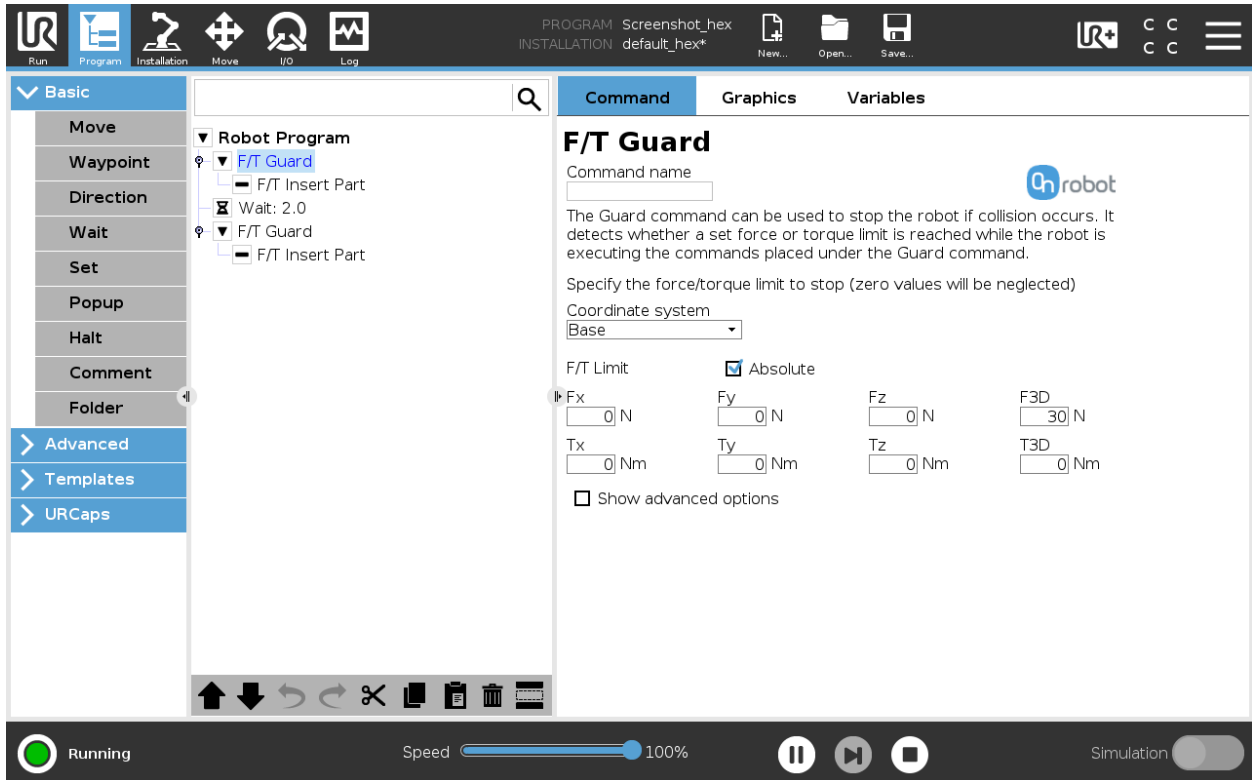 PROGRAM Screenshot_hex
INSTALLATION default_hex*
Run
Program
Installation
Move
I/O
Log
New...
Open...
Save...
UR+
C C
C C
Basic
Move
Waypoint
Direction
Wait
Set
Popup
Halt
Comment
Folder
Advanced
Templates
URCaps
Robot Program
F/T Guard
F/T Insert Part
Wait: 2.0
F/T Guard
F/T Insert Part
Command Graphics Variables
F/T Guard
Command name
On robot
The Guard command can be used to stop the robot if collision occurs. It
detects whether a set force or torque limit is reached while the robot is
executing the commands placed under the Guard command.
Specify the force/torque limit to stop (zero values will be neglected)
Coordinate system
Base
F/T Limit Absolute
Fx Fy Fz F3D
0 N 0 N 0 N 30 N
Tx Ty Tz T3D
0 Nm 0 Nm 0 Nm 0 Nm
Show advanced options
Running
Speed 100%
Simulation